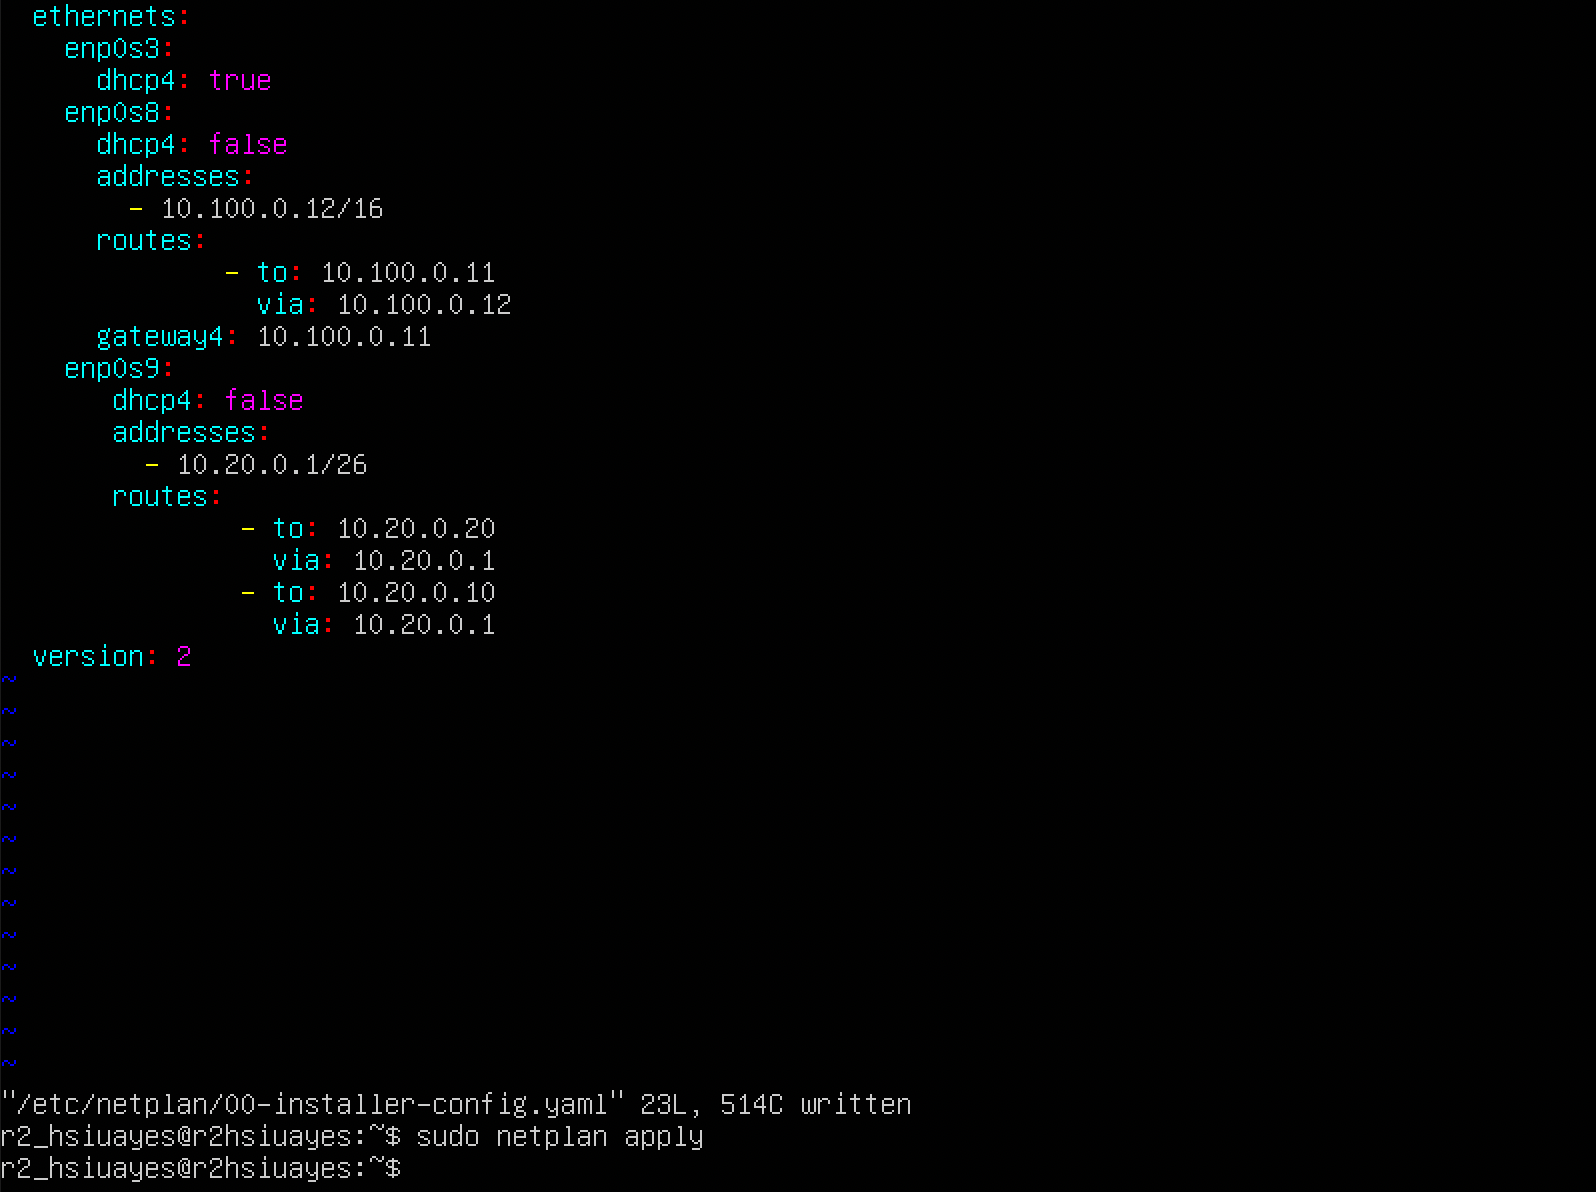 ethernets:
enp0s3:
dhcp4: true
enp0s8:
dhcp4: false
addresses:
- 10.100.0.12/16
routes:
- to: 10.100.0.11
via: 10.100.0.12
gateway4: 10.100.0.11
enp0s9:
dhcp4: false
addresses:
- 10.20.0.1/26
routes:
- to: 10.20.0.20
via: 10.20.0.1
- to: 10.20.0.10
via: 10.20.0.1
version: 2
~
~
~
~
~
~
~
~
~
~
~
~
~
"/etc/netplan/00-installer-config.yaml" 23L, 514C written
r2_hsiuayes@r2hsiuayes:~$ sudo netplan apply
r2_hsiuayes@r2hsiuayes:~$